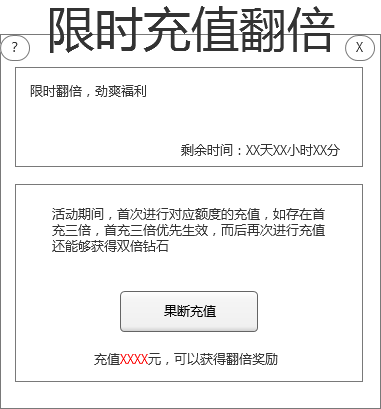 限时充值翻倍
?
X
限时翻倍，劲爽福利
剩余时间：XX天XX小时XX分
活动期间，首次进行对应额度的充值，如存在首
充三倍，首充三倍优先生效，而后再次进行充值
还能够获得双倍钻石
果断充值
充值XXXX元，可以获得翻倍奖励